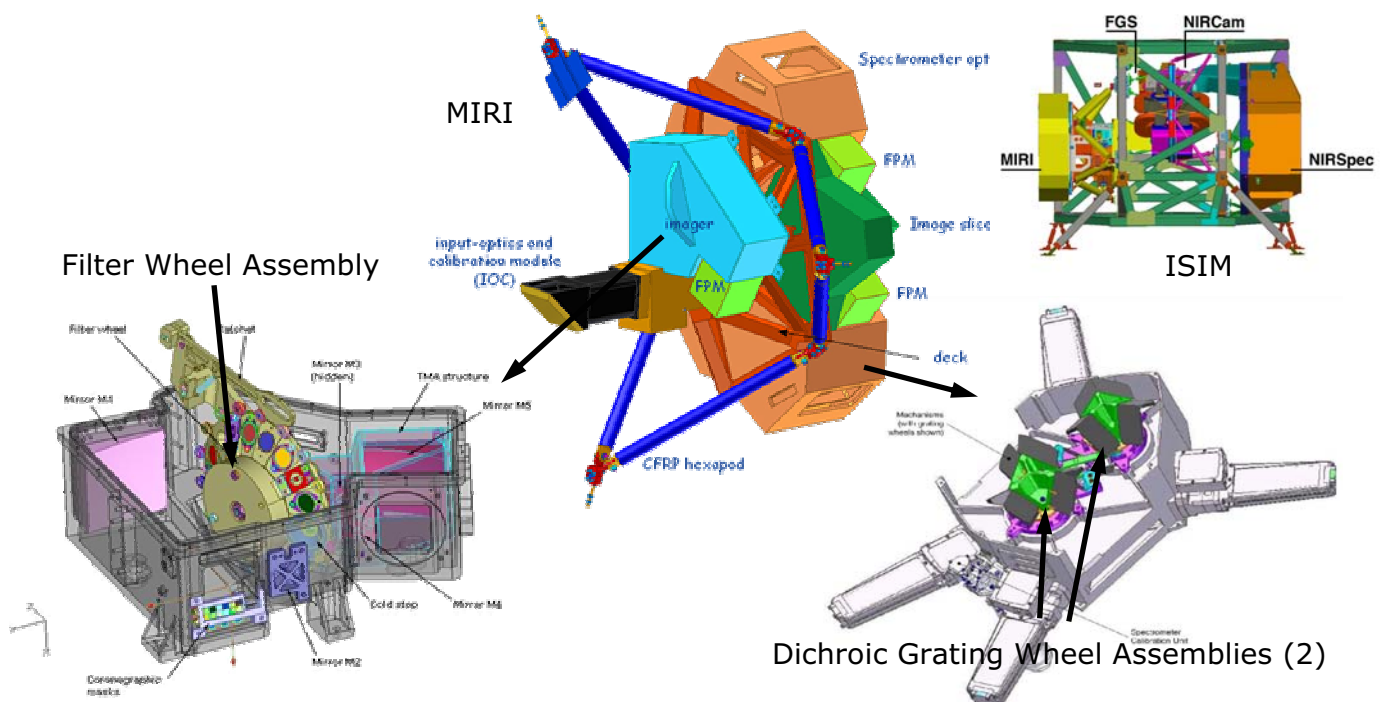 FGS
NIRCam
MIRI
NIRSpec
ISIM
MIRI
Spectrometer opt
FPM
imager
Image slice
input-optics and
calibration module
(IOC)
FPM
FPM
deck
CFRP hexapod
Filter Wheel Assembly
Filter wheel
Ratchet
Mirror M3
(hidden)
TMA structure
Mirror M5
Mirror M1
Cold stop
Mirror M4
Mirror M2
Coronagraphic
masks
Mechanisms
(with grating
wheels shown)
Spectrometer
Calibration Unit
Dichroic Grating Wheel Assemblies (2)